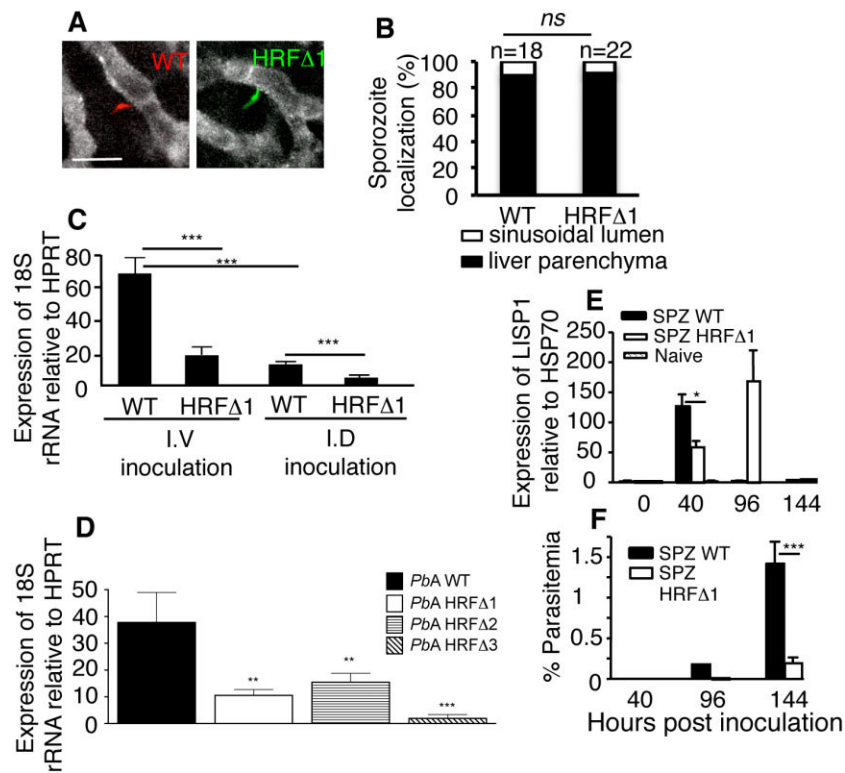 A
WT
HRFΔ1
B
ns
n=18 n=22
Sporozoite
localization (%)
100
80
60
40
20
0
WT HRFΔ1
sinusoidal lumen
liver parenchyma
C
Expression of 18S
rRNA relative to HPRT
80
60
40
20
0
***
***
***
WT HRFΔ1 WT HRFΔ1
I.V
inoculation
I.D
inoculation
D
Expression of 18S
rRNA relative to HPRT
50
40
30
20
10
0
**
**
***
PbA WT
PbA HRFΔ1
PbA HRFΔ2
PbA HRFΔ3
E
SPZ WT
SPZ HRFΔ1
Naive
Expression of LISP1
relative to HSP70
250
200
150
100
50
0
*
0 40 96 144
F
SPZ WT
SPZ
HRFΔ1
% Parasitemia
1.5
1
0.5
0
***
40 96 144
Hours post inoculation